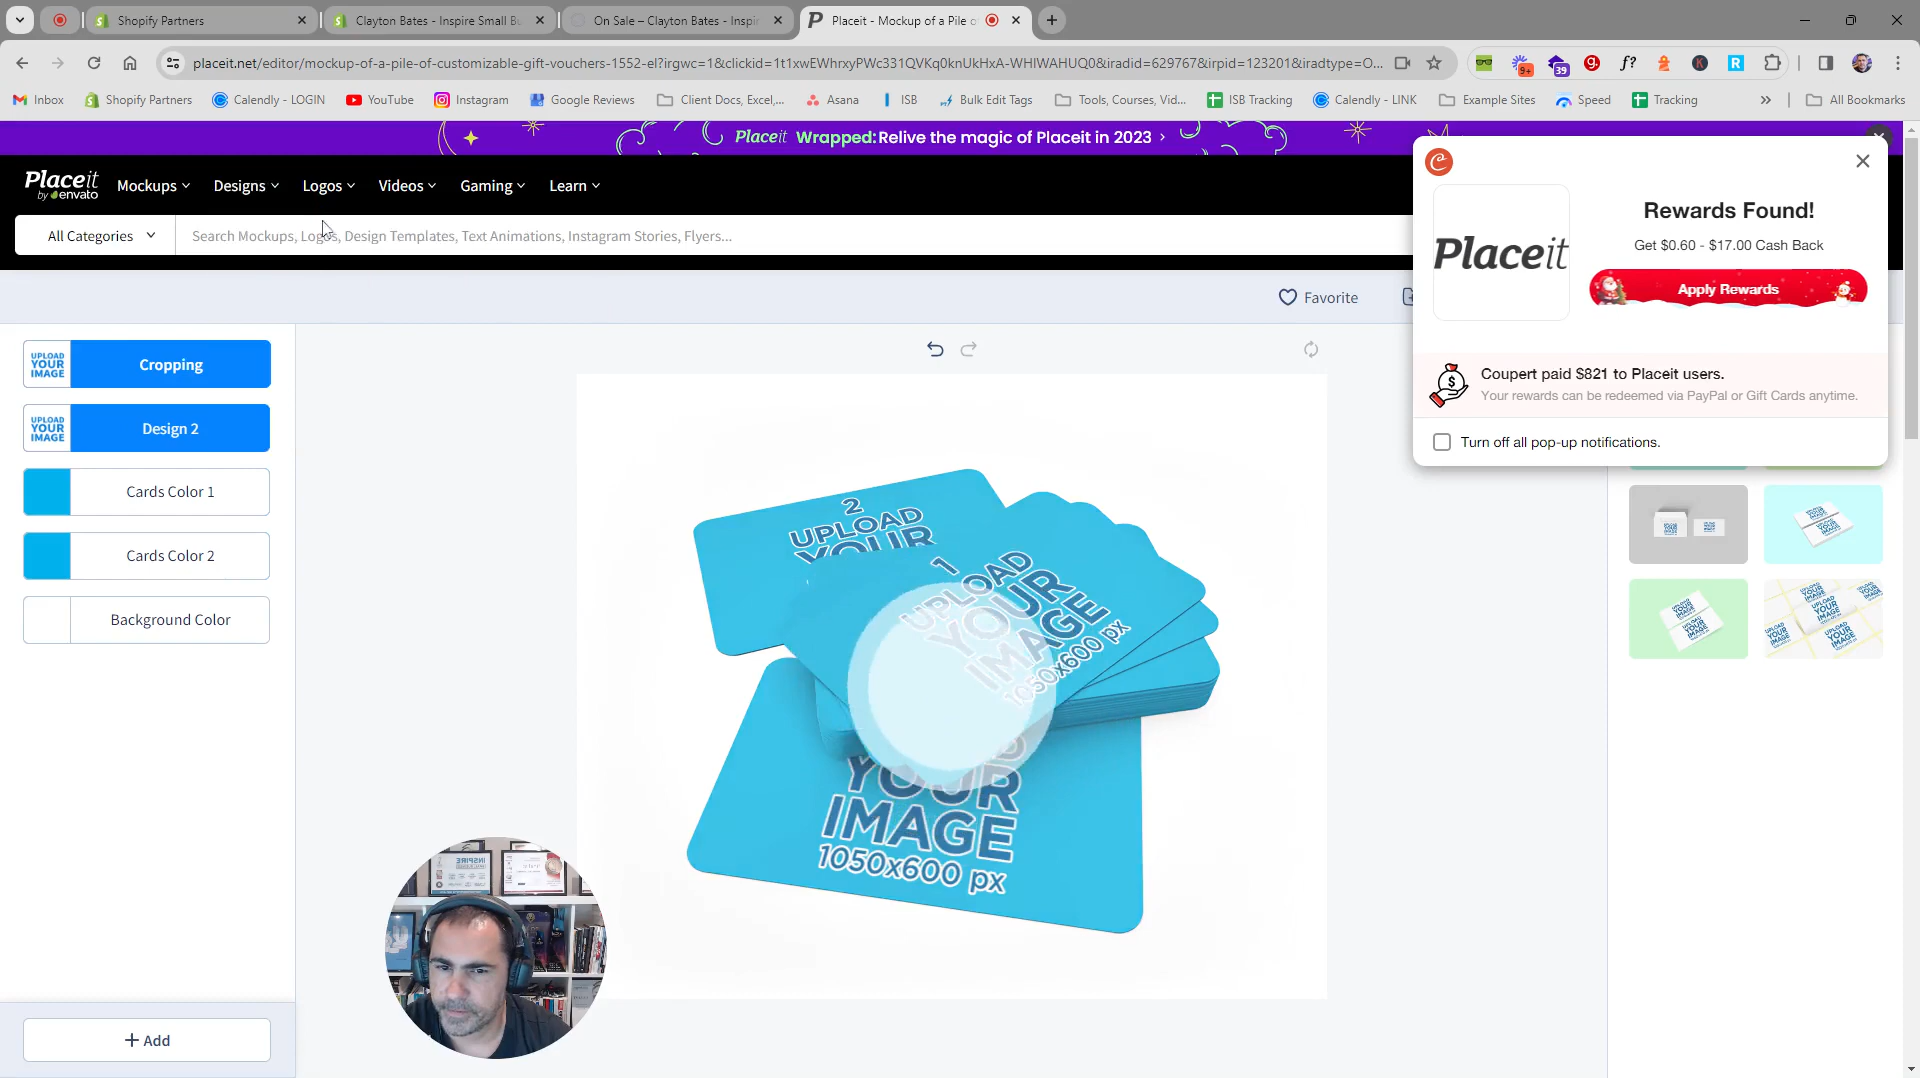 Shopify Partners
Clayton Bates - Inspire Small Bu
On Sale – Clayton Bates - Inspir
Placeit - Mockup of a Pile o
placeit.net/editor/mockup-of-a-pile-of-customizable-gift-vouchers-1552-el?irgwc=1&clickid=1t1xwEWhrxyPWc331QVKq0knUkHxA-WHIWAHUQ0&iradid=629767&irpid=123201&iradtype=O...
9+
39
f?
Inbox
Shopify Partners
Calendly - LOGIN
YouTube
Instagram
Google Reviews
Client Docs, Excel,...
Asana
ISB
Bulk Edit Tags
Tools, Courses, Vid...
ISB Tracking
Calendly - LINK
Example Sites
Speed
Tracking
All Bookmarks
Placeit Wrapped: Relive the magic of Placeit in 2023
Placeit
by envato
Mockups
Designs
Logos
Videos
Gaming
Learn
All Categories
Search Mockups, Logos, Design Templates, Text Animations, Instagram Stories, Flyers...
Rewards Found!
Placeit
Get $0.60 - $17.00 Cash Back
Apply Rewards
Coupert paid $821 to Placeit users.
Your rewards can be redeemed via PayPal or Gift Cards anytime.
Turn off all pop-up notifications.
Favorite
UPLOAD
YOUR
IMAGE
Cropping
UPLOAD
YOUR
IMAGE
Design 2
Cards Color 1
Cards Color 2
Background Color
2
UPLOAD
YOUR
1
UPLOAD
YOUR
IMAGE
1050x600 px
YOUR
IMAGE
1050x600 px
+ Add
INSPIRE